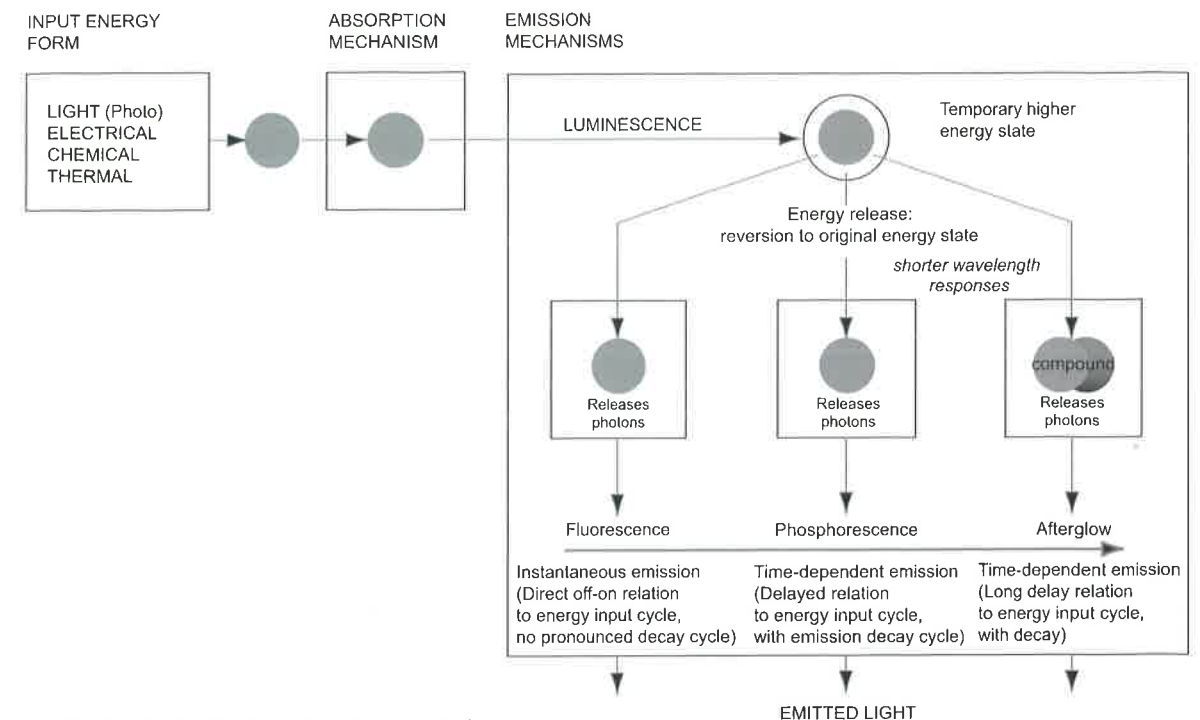 INPUT ENERGY
FORM
ABSORPTION
MECHANISM
EMISSION
MECHANISMS
LIGHT (Photo)
ELECTRICAL
CHEMICAL
THERMAL
LUMINESCENCE
Temporary higher
energy state
Energy release:
reversion to original energy state
shorter wavelength
responses
Releases
photons
Releases
photons
compound
Releases
photons
Fluorescence
Phosphorescence
Afterglow
Instantaneous emission
(Direct off-on relation
to energy input cycle,
no pronounced decay cycle)
Time-dependent emission
(Delayed relation
to energy input cycle,
with emission decay cycle)
Time-dependent emission
(Long delay relation
to energy input cycle,
with decay)
EMITTED LIGHT